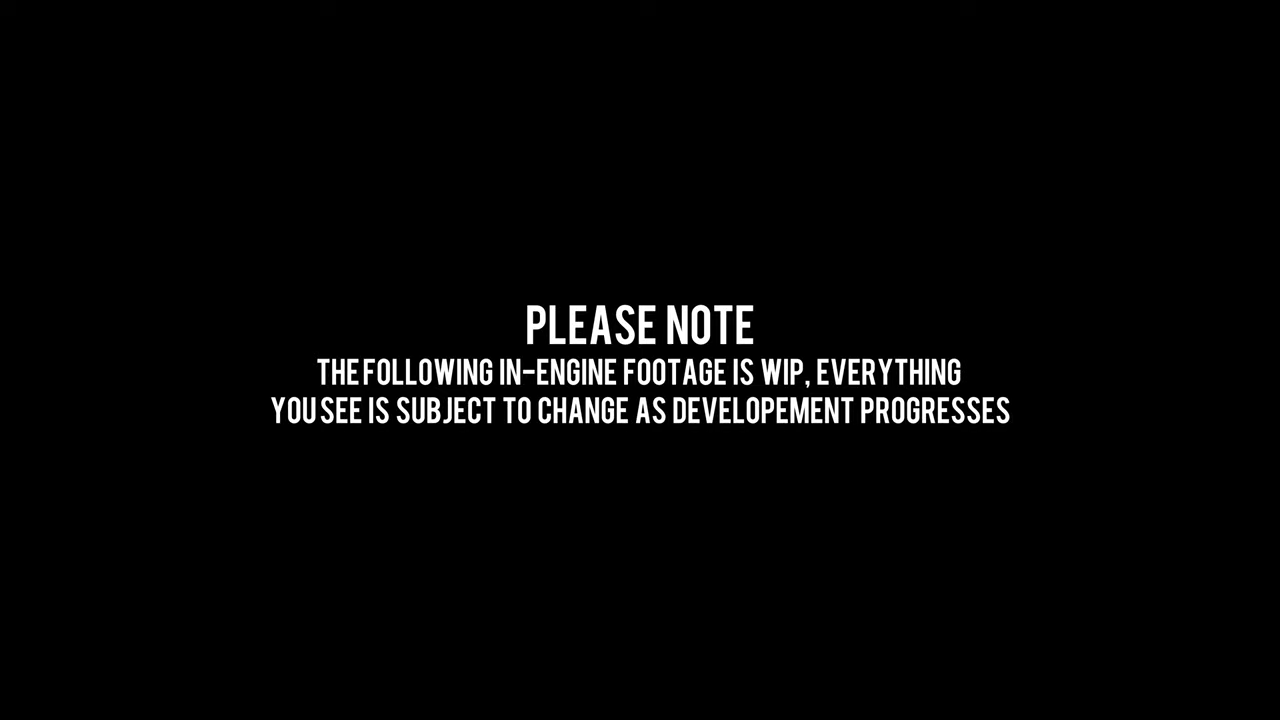 PLEASE NOTE
THE FOLLOWING IN-ENGINE FOOTAGE IS WIP, EVERYTHING
YOU SEE IS SUBJECT TO CHANGE AS DEVELOPEMENT PROGRESSES